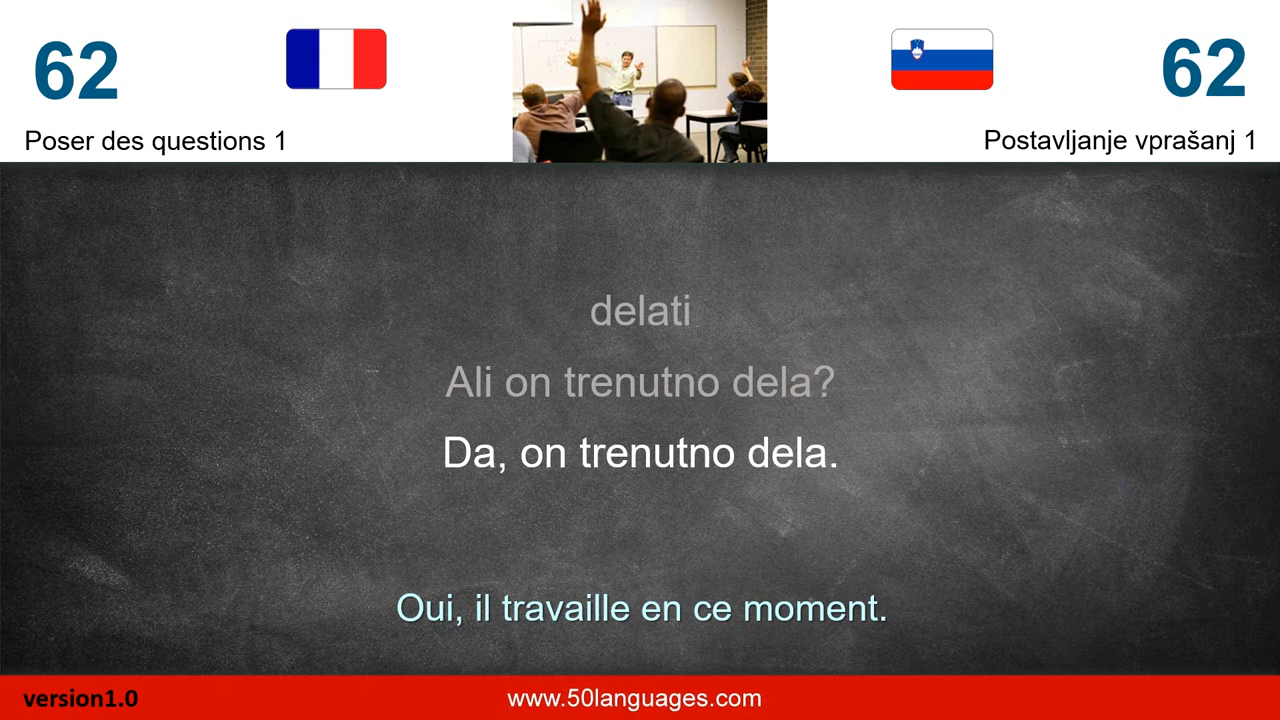 62
62
Poser des questions 1
Postavljanje vprašanj 1
delati
Ali on trenutno dela?
Da, on trenutno dela.
Oui, il travaille en ce moment.
version1.0
www.50languages.com